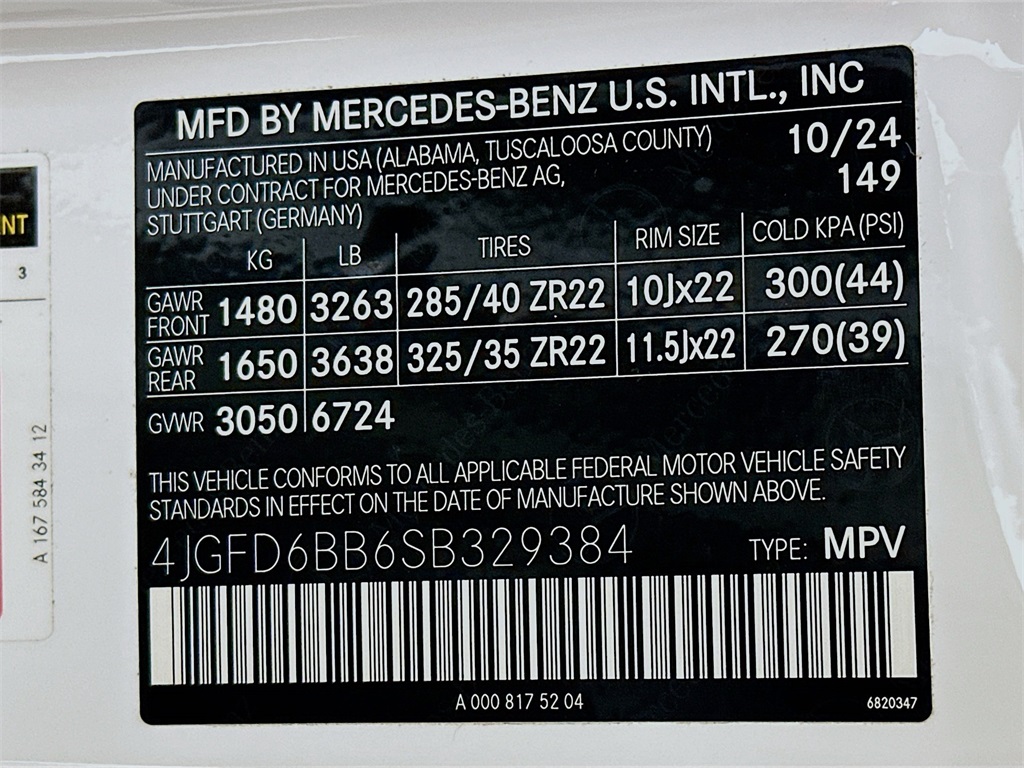 MFD BY MERCEDES-BENZ U.S. INTL., INC
MANUFACTURED IN USA (ALABAMA, TUSCALOOSA COUNTY) 10/24
UNDER CONTRACT FOR MERCEDES-BENZ AG, 149
STUTTGART (GERMANY)
KG LB TIRES RIM SIZE COLD KPA (PSI)
GAWR FRONT 1480 3263 285/40 ZR22 10Jx22 300(44)
GAWR REAR 1650 3638 325/35 ZR22 11.5Jx22 270(39)
GVWR 3050 6724
THIS VEHICLE CONFORMS TO ALL APPLICABLE FEDERAL MOTOR VEHICLE SAFETY
STANDARDS IN EFFECT ON THE DATE OF MANUFACTURE SHOWN ABOVE.
4JGFD6BB6SB329384 TYPE: MPV
A 000 817 52 04 6820347
NT
3
A 167 584 34 12